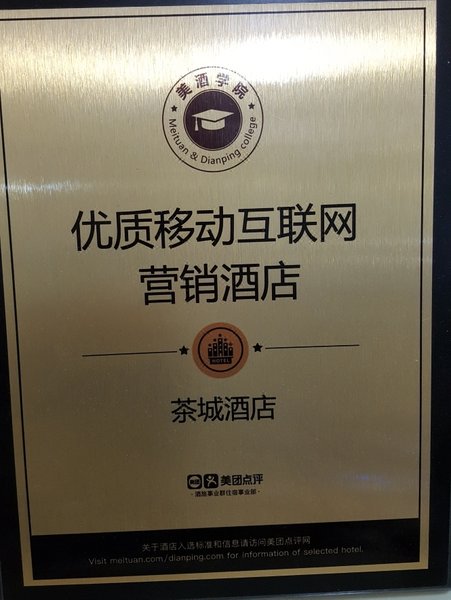 美酒学院
Meituan & Dianping college
优质移动互联网
营销酒店
HOTEL
茶城酒店
美团 美团点评
·酒旅事业群住宿事业部·
关于酒店入选标准和信息请访问美团点评网
Visit meituan.com/dianping.com for information of selected hotel.